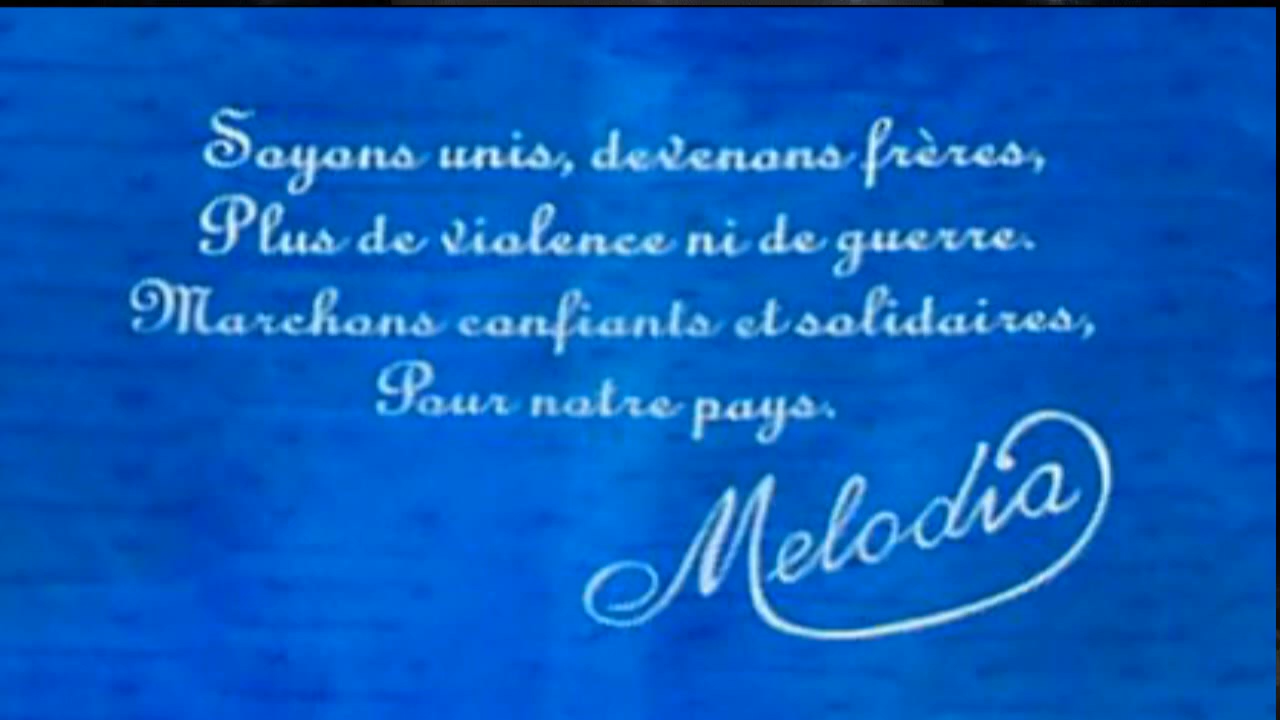 Soyons unis, devenons frères,
Plus de violence ni de guerre.
Marchons confiants et solidaires,
Pour notre pays.
Melodia